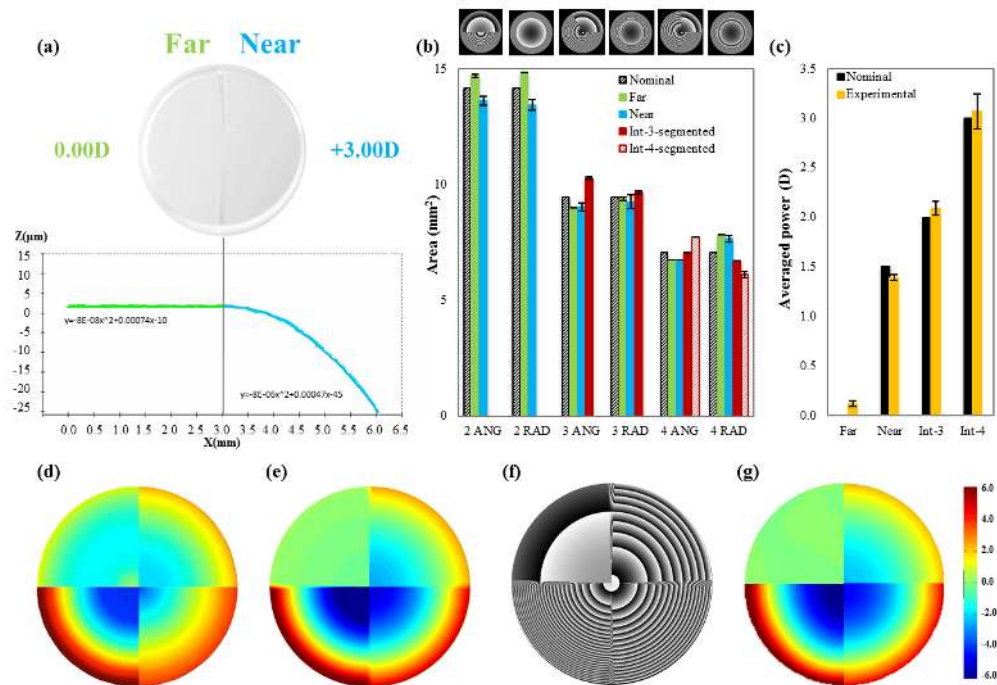 (a)
Far Near
0.00D
+3.00D
Z(μm)
15
10
5
0
-5
-10
-15
-20
-25
y=-8E-08x^2+0.00074x-10
y=-8E-06x^2+0.00047x-45
0.0 0.5 1.0 1.5 2.0 2.5 3.0 3.5 4.0 4.5 5.0 5.5 6.0 6.5
X(mm)
(b)
Area (mm²)
15
10
5
0
Nominal
Far
Near
Int-3-segmented
Int-4-segmented
2 ANG 2 RAD 3 ANG 3 RAD 4 ANG 4 RAD
(c)
Averaged power (D)
3.5
3.0
2.5
2.0
1.5
1.0
0.5
0.0
Nominal
Experimental
Far Near Int-3 Int-4
(d)
(e)
(f)
(g)
6.0
4.0
2.0
0.0
-2.0
-4.0
-6.0